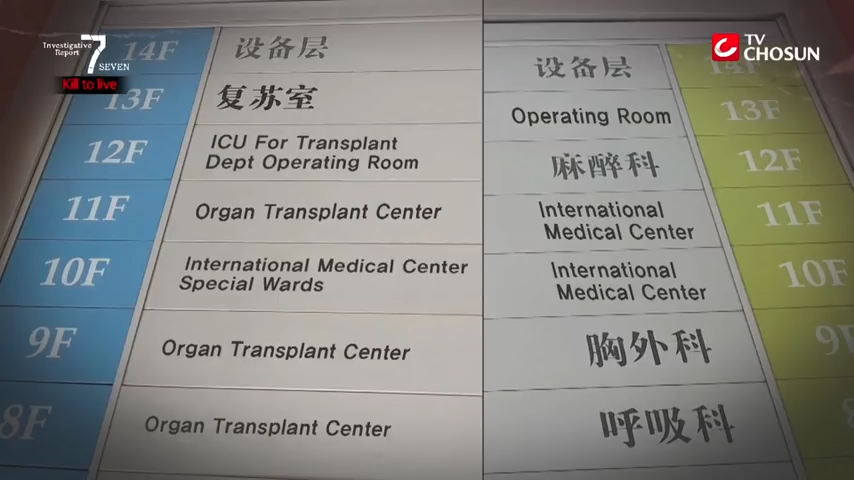 Investigative
Report
7
SEVEN
Kill to live
TV
CHOSUN
14F
设备层
13F
复苏室
12F
ICU For Transplant
Dept Operating Room
11F
Organ Transplant Center
10F
International Medical Center
Special Wards
9F
Organ Transplant Center
8F
Organ Transplant Center
设备层
14F
Operating Room
13F
麻醉科
12F
International
Medical Center
11F
International
Medical Center
10F
胸外科
9F
呼吸科